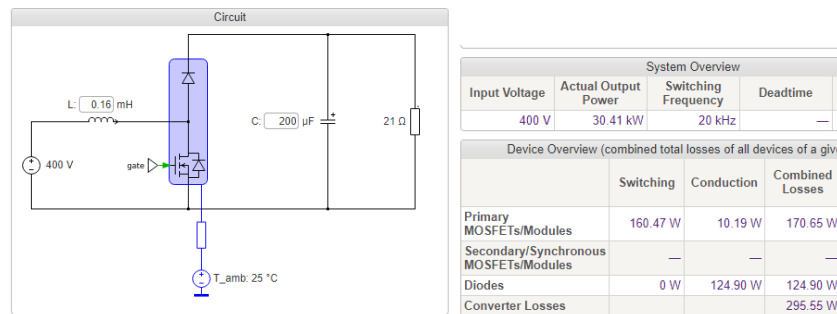 Circuit
L: 0.16 mH
C: 200 µF
21 Ω
400 V
gate
T_amb: 25 °C
System Overview
Input Voltage Actual Output Power Switching Frequency Deadtime
400 V 30.41 kW 20 kHz —
Device Overview (combined total losses of all devices of a give
Switching Conduction Combined Losses
Primary MOSFETs/Modules 160.47 W 10.19 W 170.65 W
Secondary/Synchronous MOSFETs/Modules — — —
Diodes 0 W 124.90 W 124.90 W
Converter Losses 295.55 W